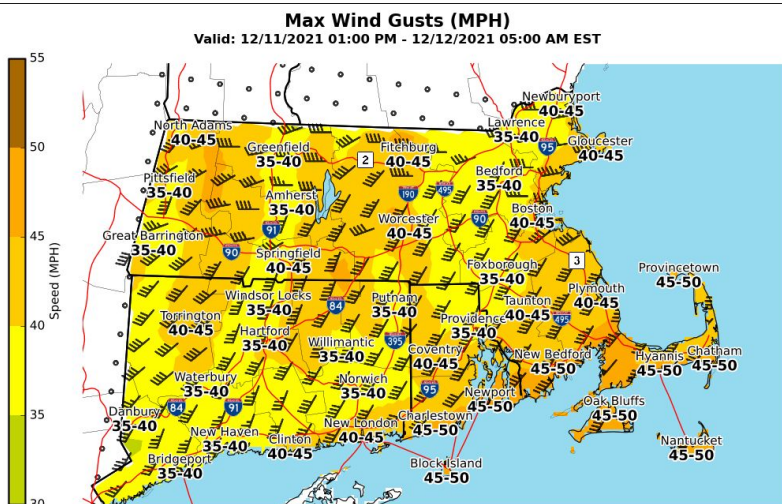 Max Wind Gusts (MPH)
Valid: 12/11/2021 01:00 PM - 12/12/2021 05:00 AM EST
55
50
45
40
35
30
Speed (MPH)
Newburyport
40-45
North Adams
40-45
Lawrence
35-40
Greenfield
35-40
Fitchburg
40-45
Gloucester
40-45
95
2
Pittsfield
35-40
Bedford
35-40
Amherst
35-40
190
495
Boston
40-45
Worcester
40-45
90
91
Great Barrington
35-40
90
Springfield
40-45
Foxborough
35-40
3
Provincetown
45-50
Windsor Locks
35-40
Putnam
35-40
Plymouth
40-45
Taunton
40-45
84
Torrington
40-45
Providence
35-40
495
Hartford
35-40
Willimantic
35-40
395
Coventry
40-45
New Bedford
45-50
Hyannis
45-50
Chatham
45-50
Waterbury
35-40
Norwich
35-40
95
Newport
45-50
Oak Bluffs
45-50
Danbury
35-40
84
91
Charlestown
45-50
New London
40-45
New Haven
35-40
Clinton
40-45
Nantucket
45-50
Bridgeport
35-40
Block Island
45-50